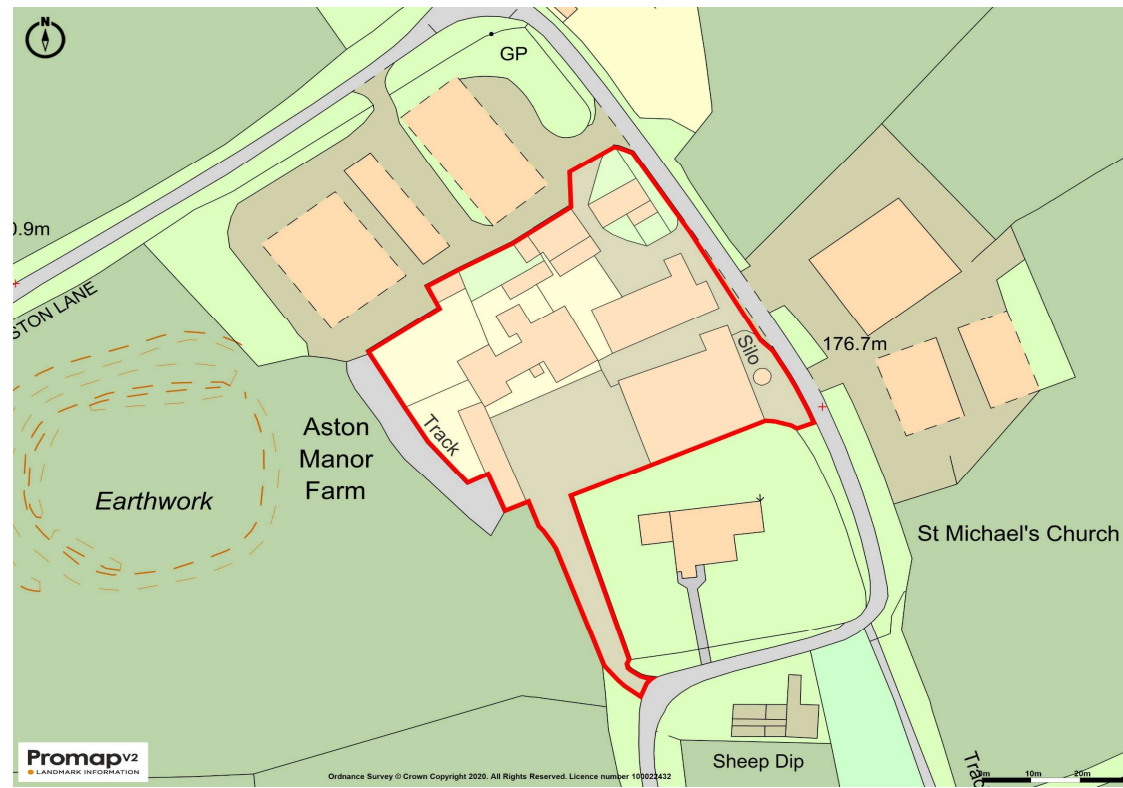 N
GP
0.9m
STON LANE
Silo
176.7m
Track
Aston
Manor
Farm
Earthwork
St Michael's Church
Sheep Dip
Promap V2
LANDMARK INFORMATION
Ordnance Survey © Crown Copyright 2020. All Rights Reserved. Licence number 100022432
Trac
0m 10m 20m